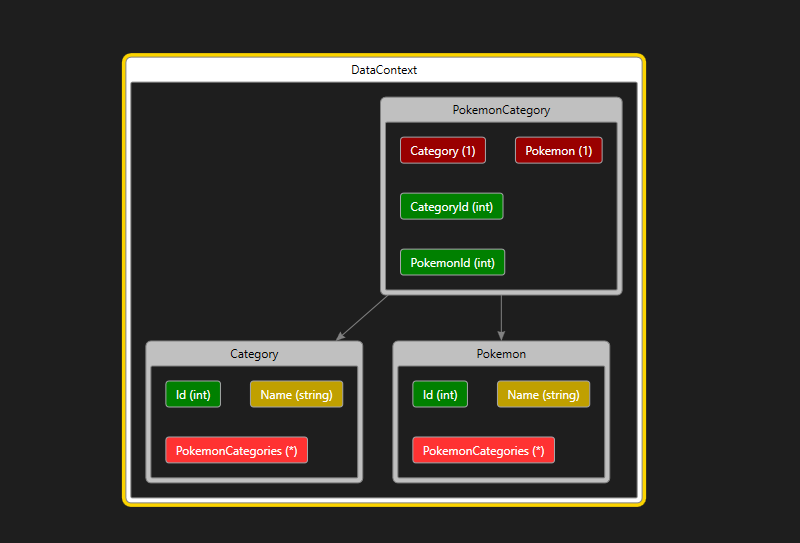 DataContext
PokemonCategory
Category (1) Pokemon (1)
CategoryId (int)
PokemonId (int)
Category
Id (int) Name (string)
PokemonCategories (*)
Pokemon
Id (int) Name (string)
PokemonCategories (*)